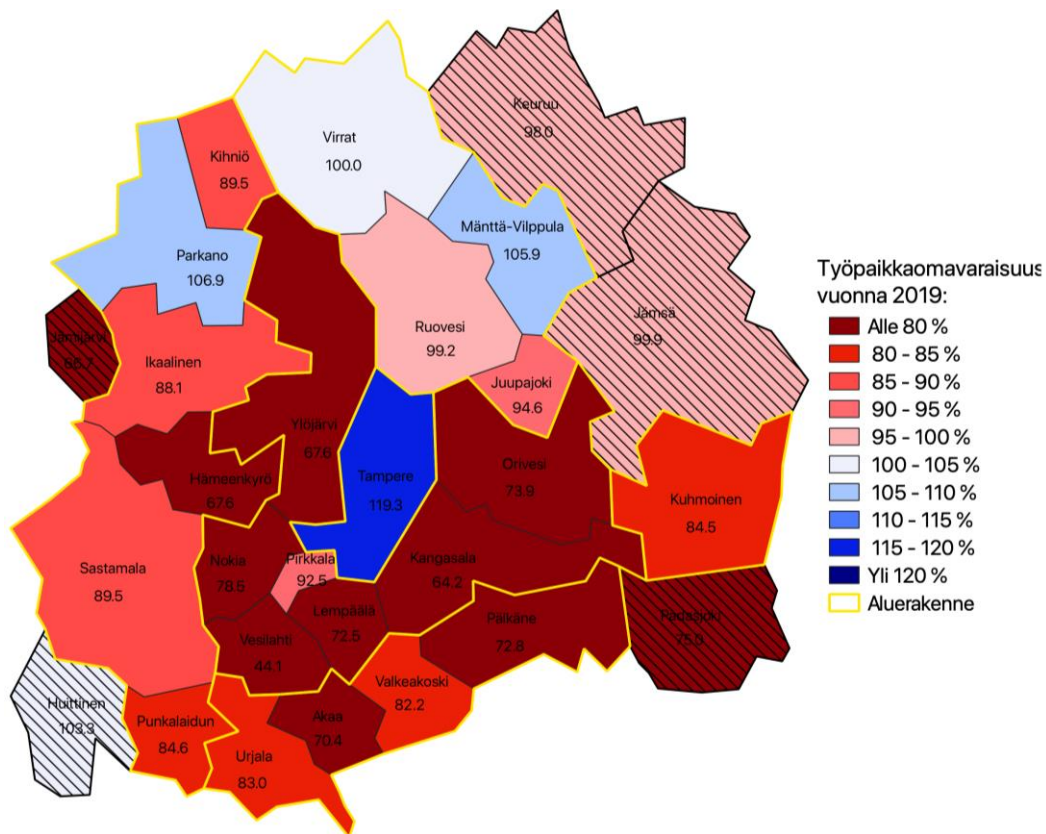 Keuruu
98.0
Virrat
100.0
Kihniö
89.5
Mänttä-Vilppula
105.9
Parkano
106.9
Jämijärvi
66.7
Ikaalinen
88.1
Ruovesi
99.2
Jämsä
99.9
Juupajoki
94.6
Ylöjärvi
67.6
Hämeenkyrö
67.6
Tampere
119.3
Orivesi
73.9
Kuhmoinen
84.5
Sastamala
89.5
Nokia
78.5
Pirkkala
92.5
Kangasala
64.2
Lempäälä
72.5
Vesilahti
44.1
Pälkäne
72.8
Padasjoki
75.0
Valkeakoski
82.2
Huittinen
103.3
Punkalaidun
84.6
Akaa
70.4
Urjala
83.0
Työpaikkaomavaraisuus
vuonna 2019:
Alle 80 %
80 - 85 %
85 - 90 %
90 - 95 %
95 - 100 %
100 - 105 %
105 - 110 %
110 - 115 %
115 - 120 %
Yli 120 %
Aluerakenne